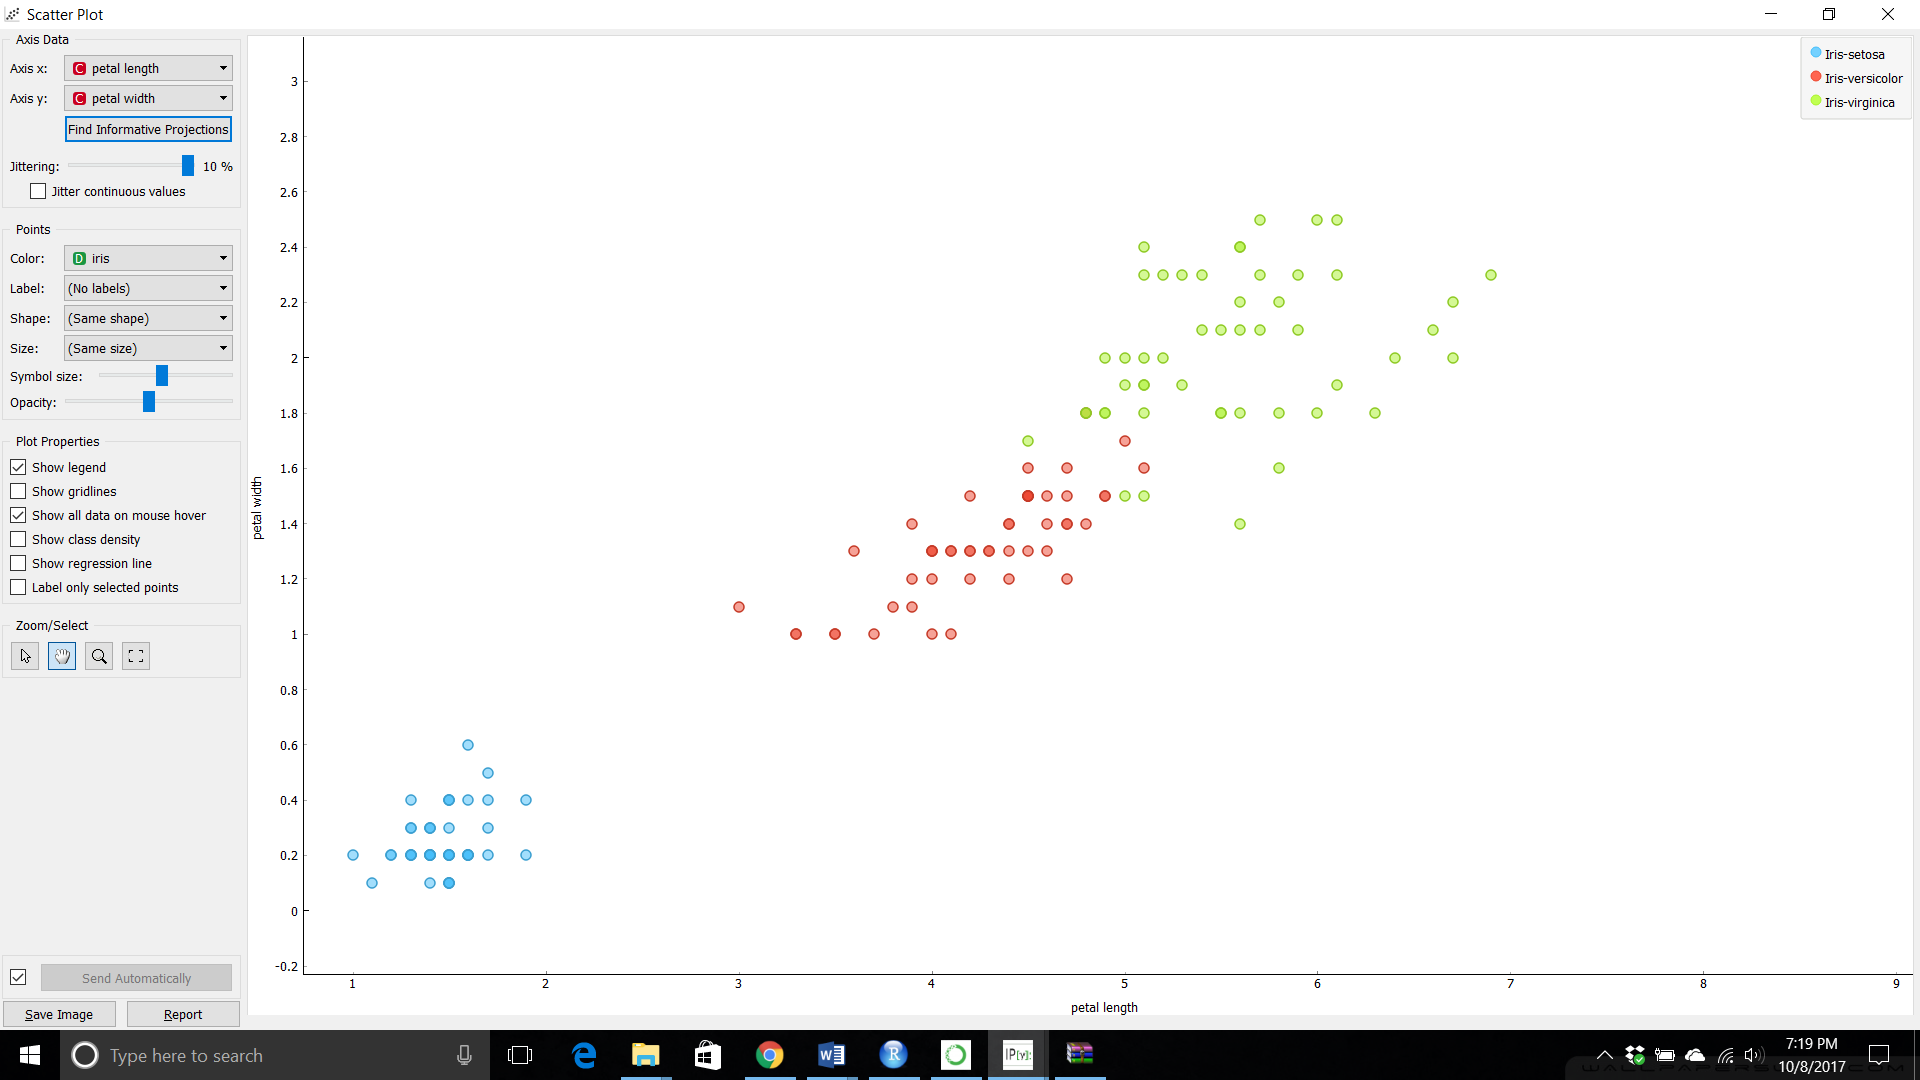 Scatter Plot
Axis Data
Axis x: C petal length
Axis y: C petal width
Find Informative Projections
Jittering: 10 %
Jitter continuous values
Points
Color: D iris
Label: (No labels)
Shape: (Same shape)
Size: (Same size)
Symbol size:
Opacity:
Plot Properties
Show legend
Show gridlines
Show all data on mouse hover
Show class density
Show regression line
Label only selected points
Zoom/Select
Send Automatically
Save Image Report
3
2.8
2.6
2.4
2.2
2
1.8
1.6
1.4
1.2
1
0.8
0.6
0.4
0.2
0
-0.2
petal width
1 2 3 4 5 6 7 8 9
petal length
Iris-setosa
Iris-versicolor
Iris-virginica
Type here to search
W
R
IP[y]:
7:19 PM
10/8/2017